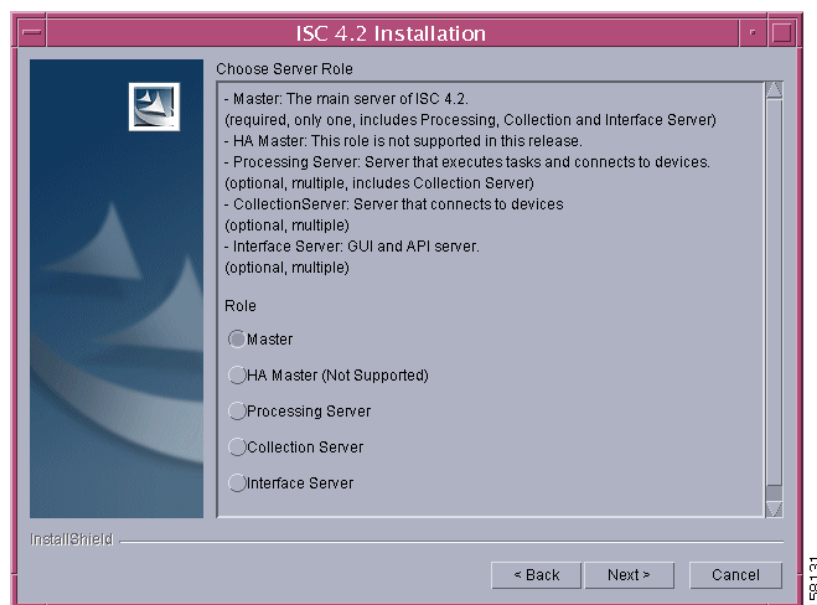 ISC 4.2 Installation
Choose Server Role
- Master: The main server of ISC 4.2.
(required, only one, includes Processing, Collection and Interface Server)
- HA Master: This role is not supported in this release.
- Processing Server: Server that executes tasks and connects to devices.
(optional, multiple, includes Collection Server)
- CollectionServer: Server that connects to devices
(optional, multiple)
- Interface Server: GUI and API server.
(optional, multiple)
Role
Master
HA Master (Not Supported)
Processing Server
Collection Server
Interface Server
InstallShield
< Back Next > Cancel
58131